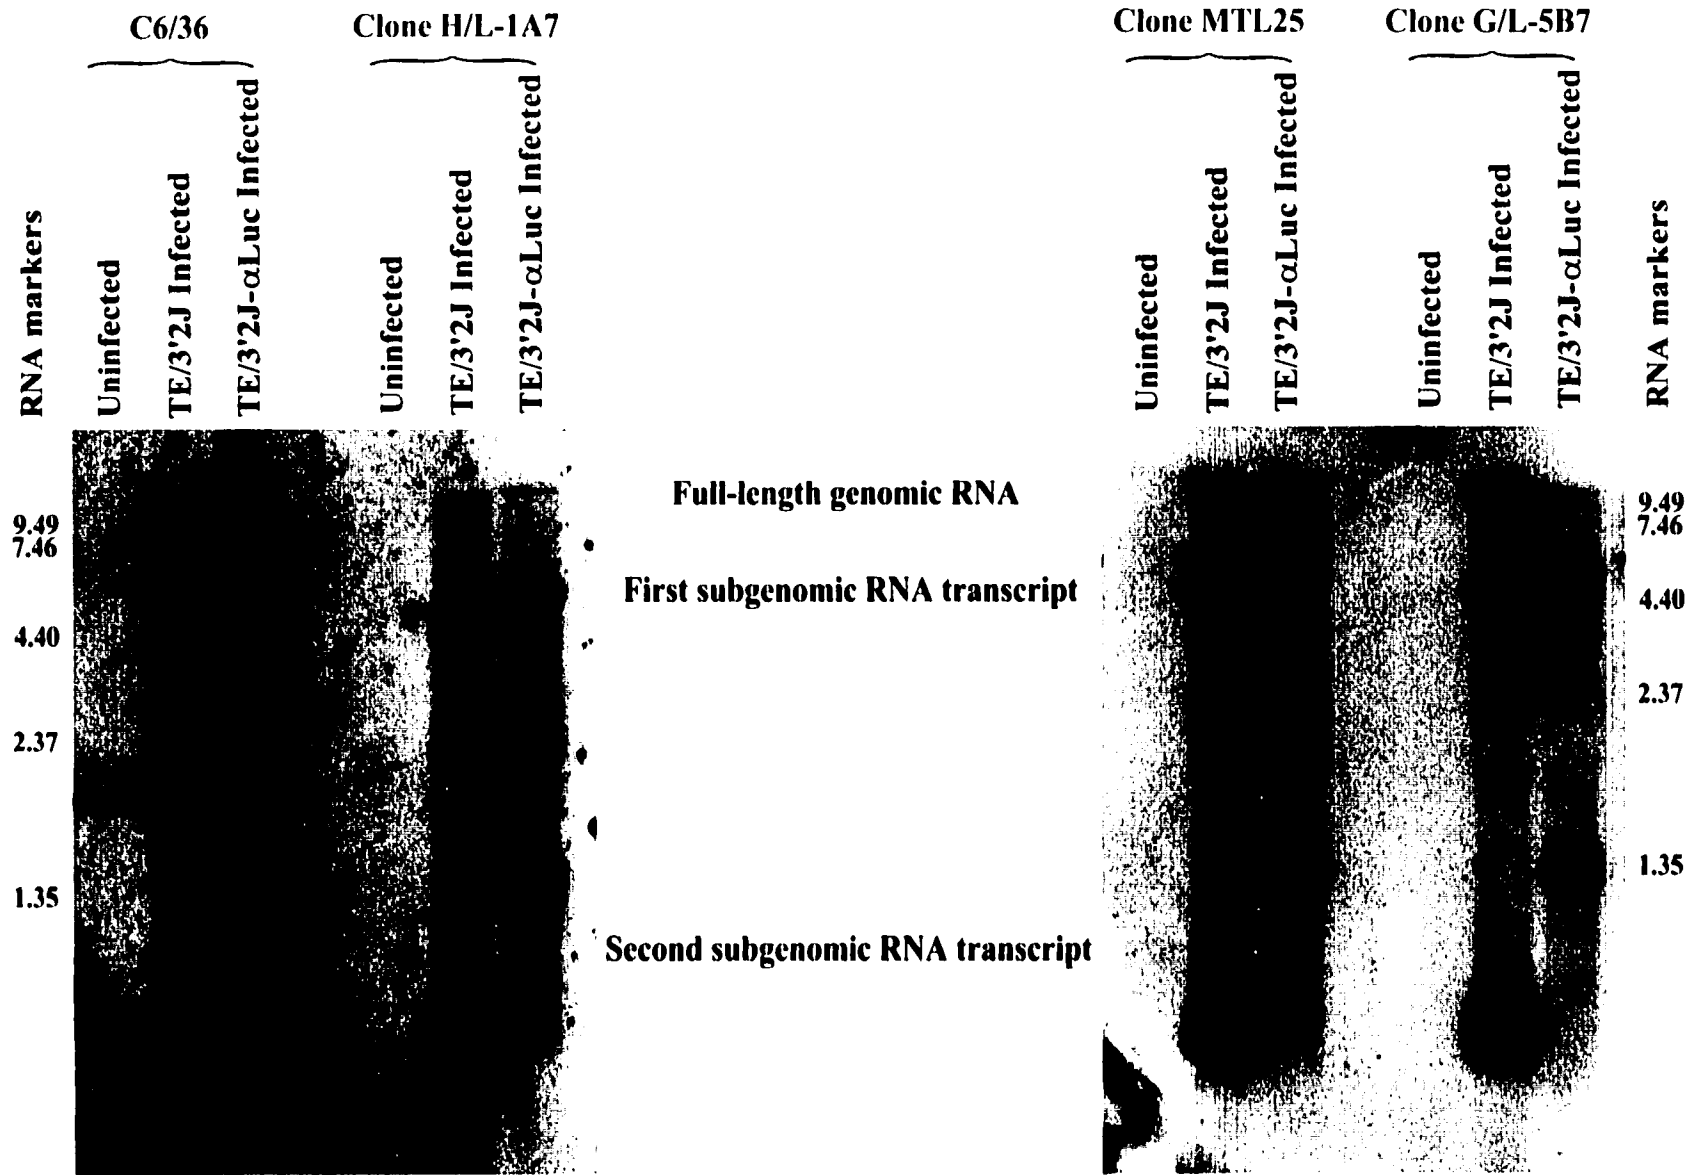 C6/36
Clone H/L-1A7
Clone MTL25
Clone G/L-5B7
RNA markers
Uninfected
TE/3'2J Infected
TE/3'2J-αLuc Infected
Uninfected
TE/3'2J Infected
TE/3'2J-αLuc Infected
Uninfected
TE/3'2J Infected
TE/3'2J-αLuc Infected
Uninfected
TE/3'2J Infected
TE/3'2J-αLuc Infected
RNA markers
9.49
7.46
4.40
2.37
1.35
Full-length genomic RNA
First subgenomic RNA transcript
Second subgenomic RNA transcript
9.49
7.46
4.40
2.37
1.35